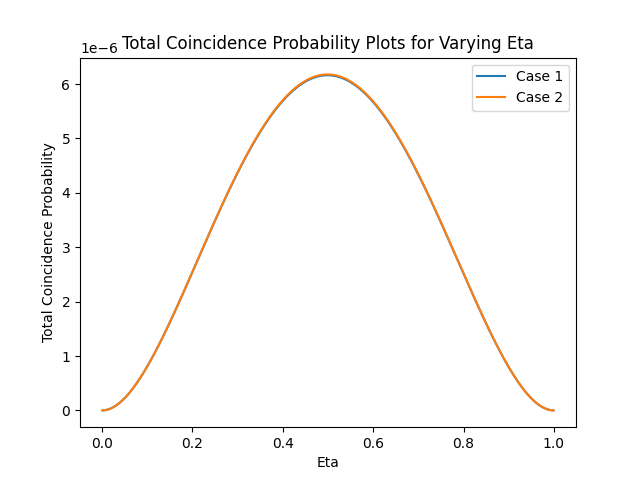 Total Coincidence Probability Plots for Varying Eta
1e−6
Case 1
Case 2
Total Coincidence Probability
6
5
4
3
2
1
0
0.0 0.2 0.4 0.6 0.8 1.0
Eta